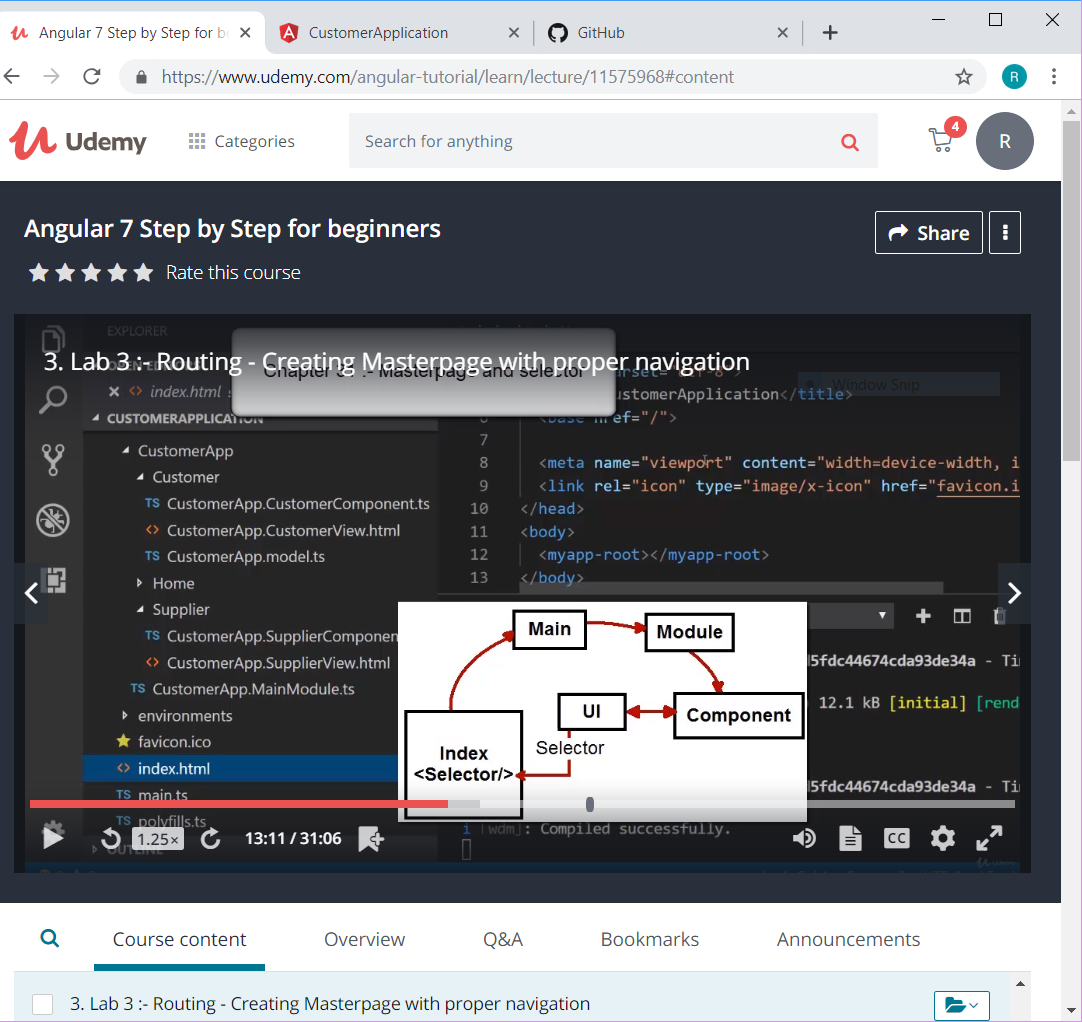 Angular 7 Step by Step for b
CustomerApplication
GitHub
https://www.udemy.com/angular-tutorial/learn/lecture/11575968#content
R
Udemy
Categories
Search for anything
4
R
Angular 7 Step by Step for beginners
Share
Rate this course
EXPLORER
3. Lab 3 :- Routing - Creating Masterpage with proper navigation
:- Masterpage and selector
Window Snip
index.html
CUSTOMERAPPLICATION
ustomerApplication</title>
<base href="/">
7
CustomerApp
8 <meta name="viewport" content="width=device-width, i
Customer
9 <link rel="icon" type="image/x-icon" href="favicon.i
TS CustomerApp.CustomerComponent.ts
10 </head>
<> CustomerApp.CustomerView.html
11 <body>
TS CustomerApp.model.ts
12 <myapp-root></myapp-root>
Home
13 </body>
Supplier
TS CustomerApp.SupplierComponen
<> CustomerApp.SupplierView.html
TS CustomerApp.MainModule.ts
environments
favicon.ico
<> index.html
TS main.ts
TS polyfills.ts
OUTLINE
Main
Module
UI
Component
Selector
Index
<Selector/>
5fdc44674cda93de34a - Ti
12.1 kB [initial] [rend
5fdc44674cda93de34a - Ti
i ｢wdm｣: Compiled successfully.
1.25×
13:11 / 31:06
CC
Course content
Overview
Q&A
Bookmarks
Announcements
3. Lab 3 :- Routing - Creating Masterpage with proper navigation